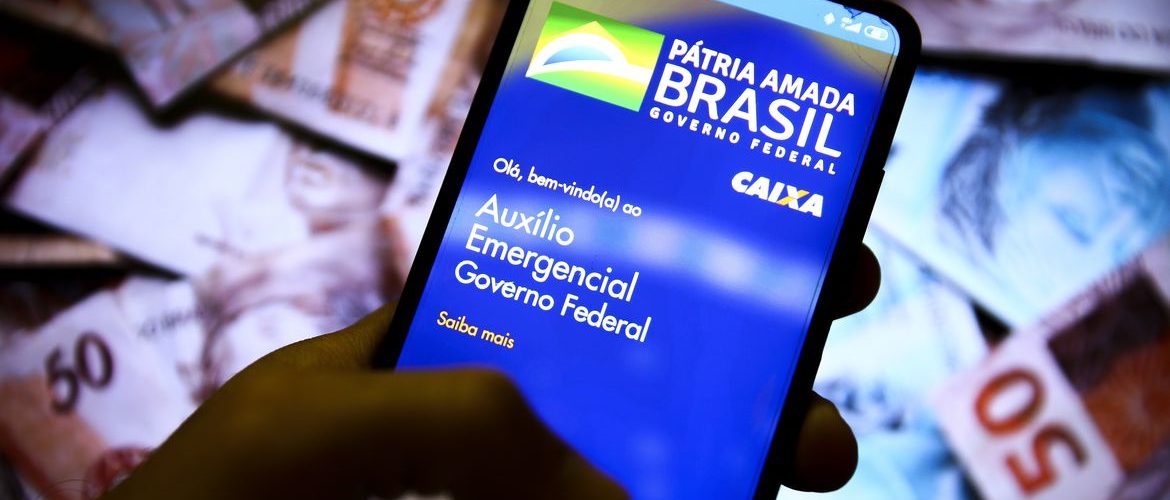 PÁTRIA AMADA
BRASIL
GOVERNO FEDERAL
CAIXA
Olá, bem-vindo(a) ao
Auxílio
Emergencial
Governo Federal
Saiba mais
50
50